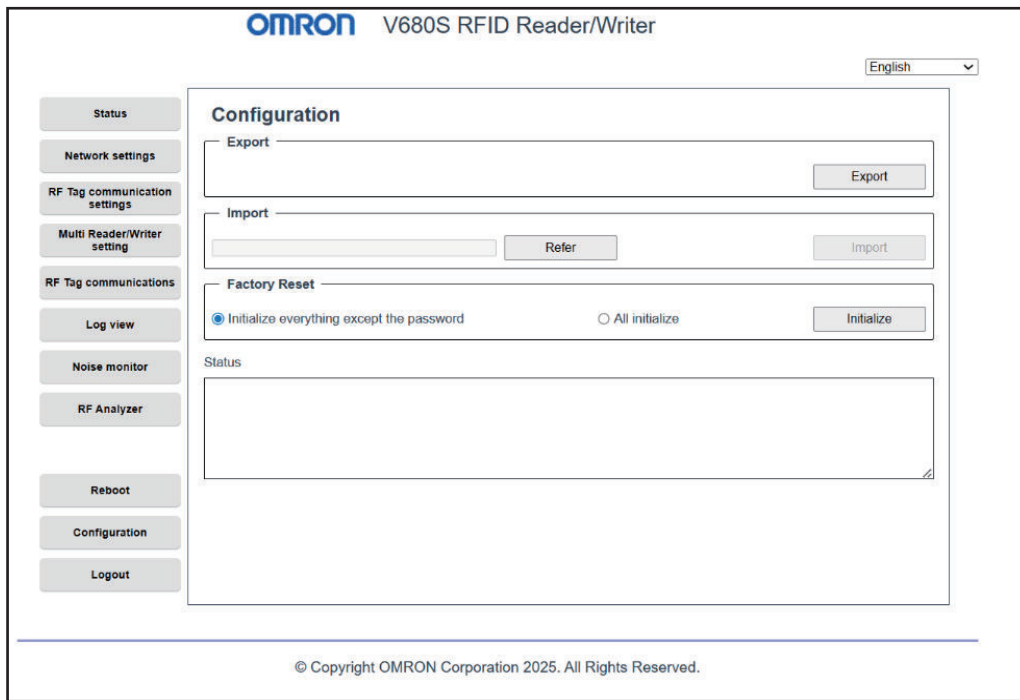 OMRON V680S RFID Reader/Writer
English
Status
Network settings
RF Tag communication
settings
Multi Reader/Writer
setting
RF Tag communications
Log view
Noise monitor
RF Analyzer
Reboot
Configuration
Logout
Configuration
Export
Export
Import
Refer
Import
Factory Reset
Initialize everything except the password
All initialize
Initialize
Status
© Copyright OMRON Corporation 2025. All Rights Reserved.